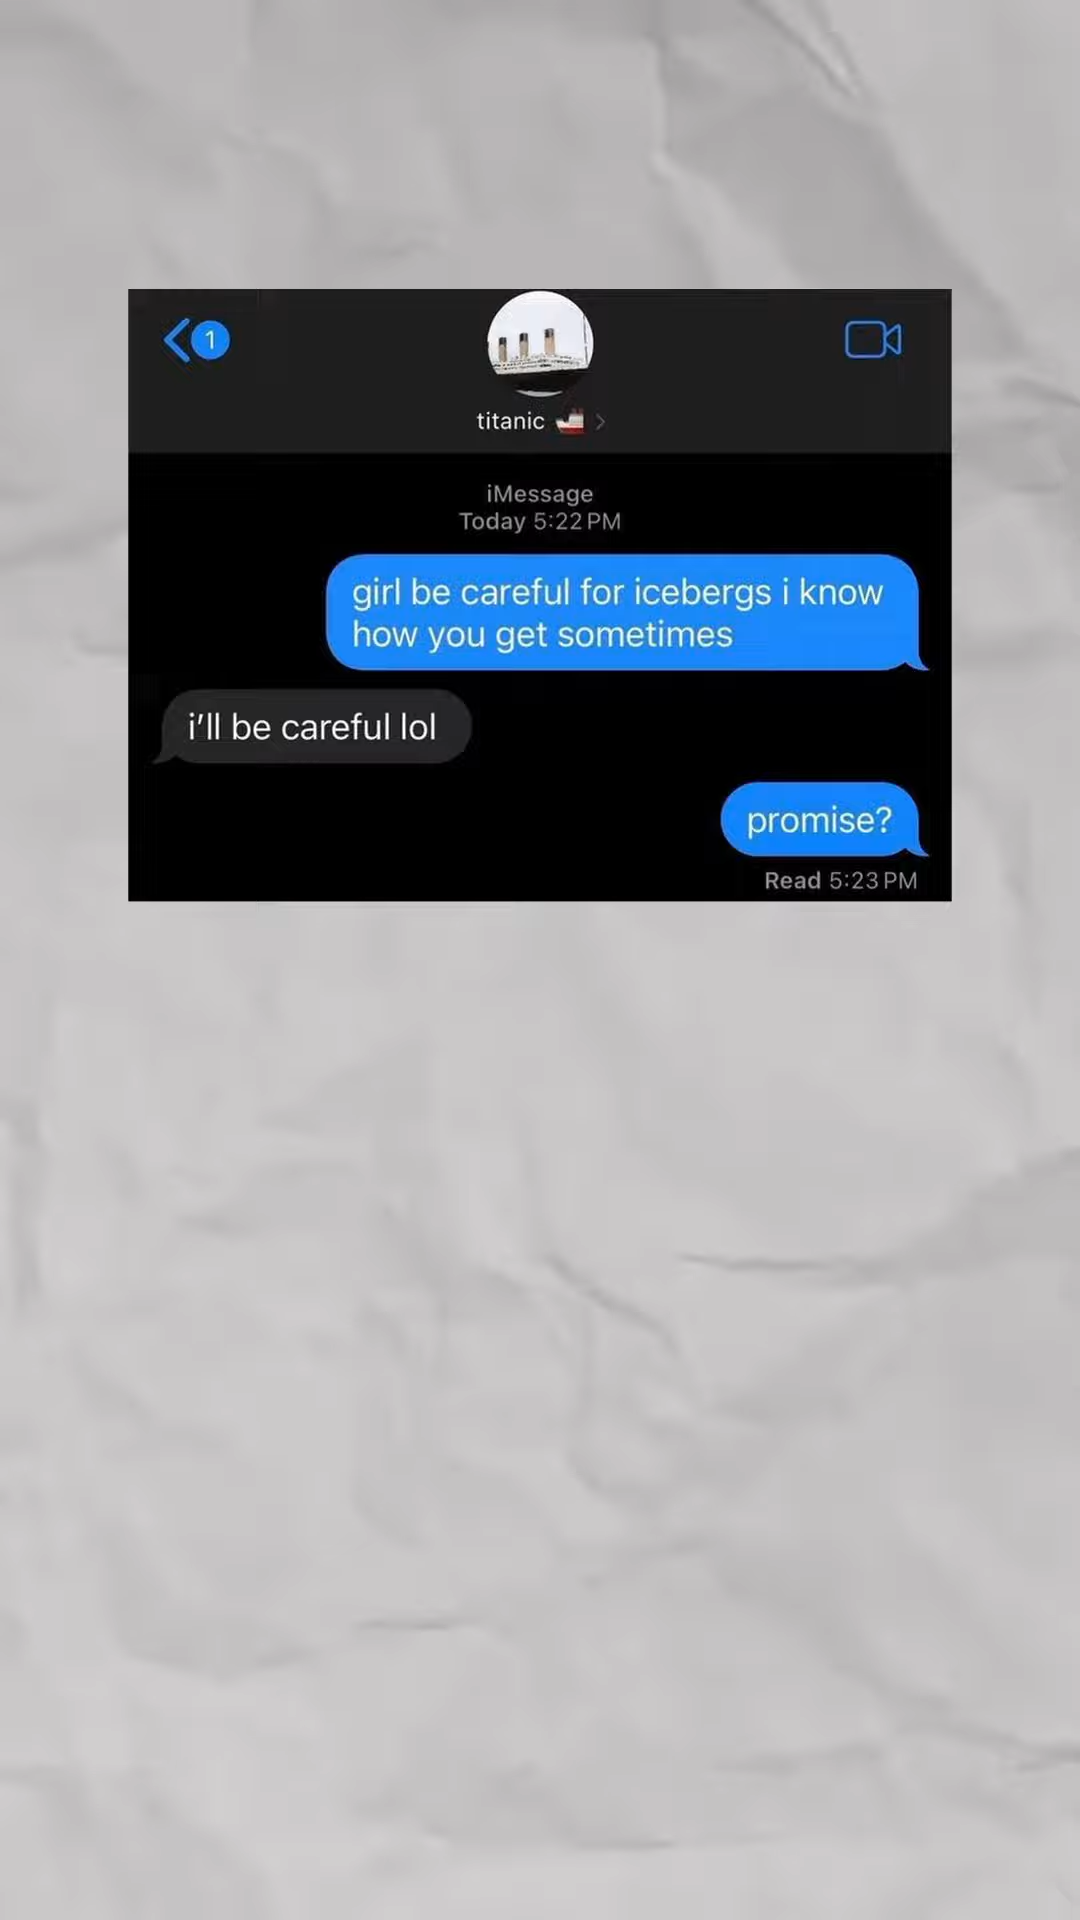 1
titanic 🚢 >
iMessage
Today 5:22 PM
girl be careful for icebergs i know
how you get sometimes
i’ll be careful lol
promise?
Read 5:23 PM